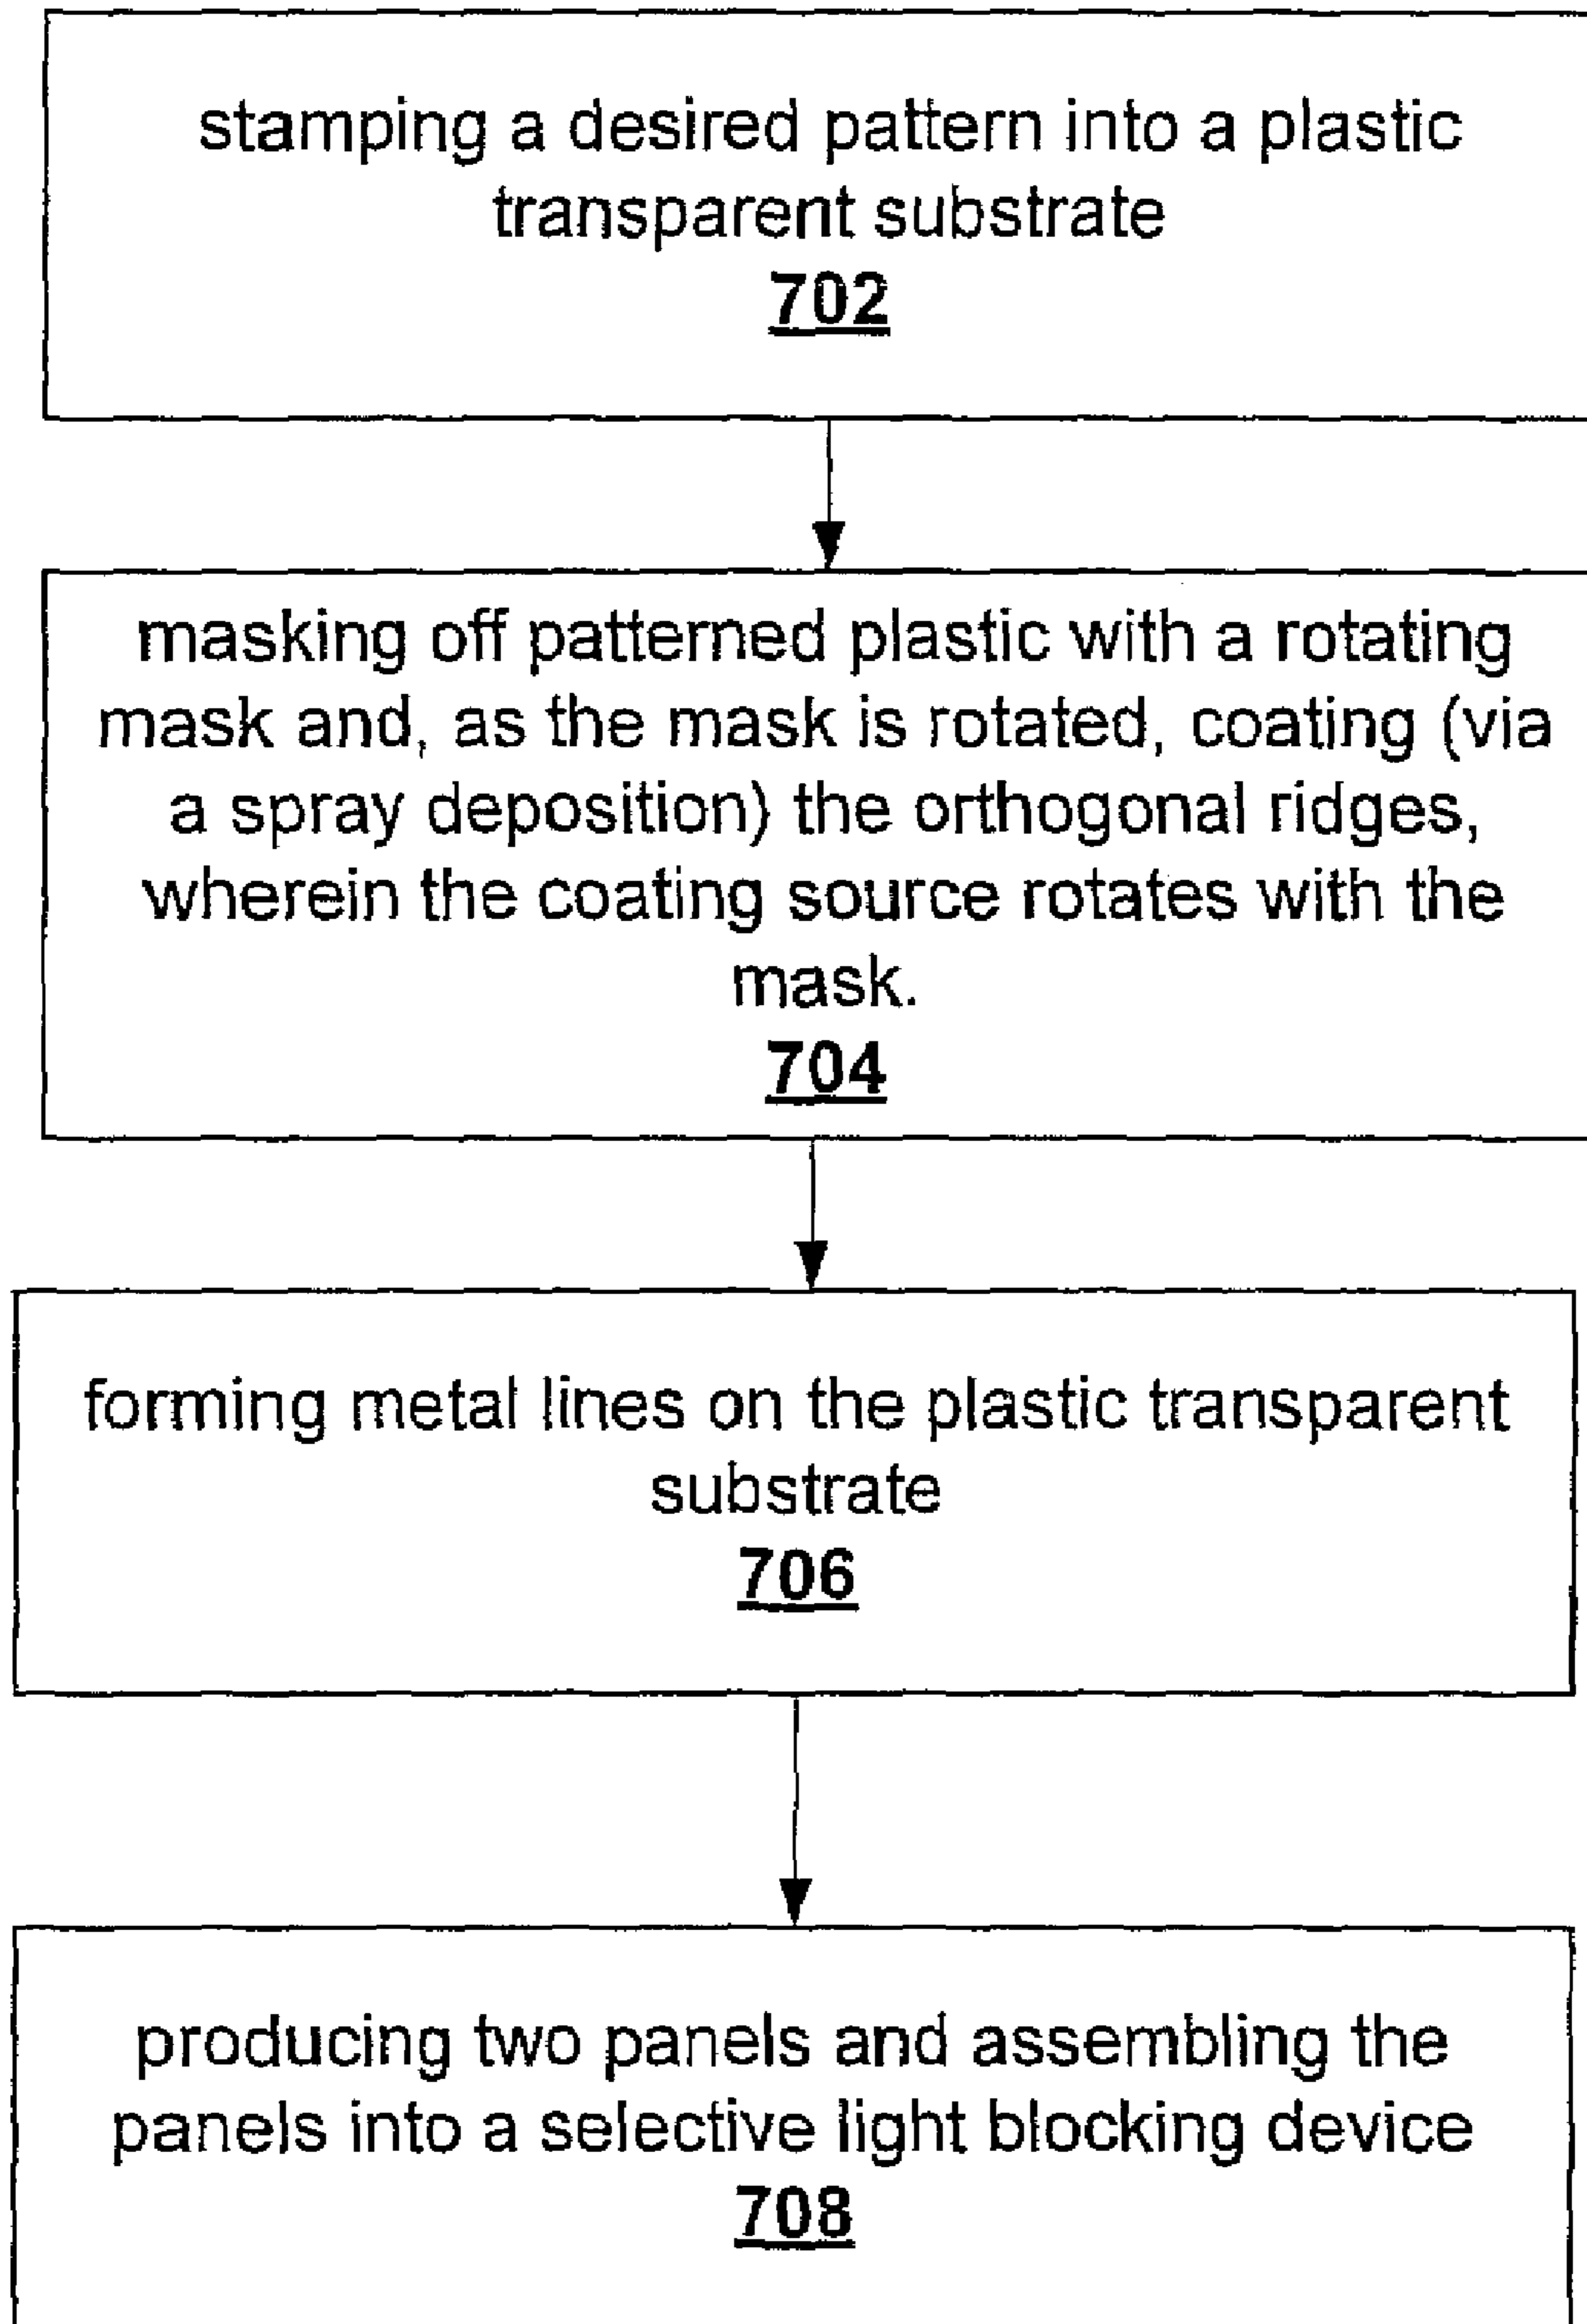 stamping a desired pattern into a plastic
transparent substrate
702
masking off patterned plastic with a rotating
mask and, as the mask is rotated, coating (via
a spray deposition) the orthogonal ridges,
wherein the coating source rotates with the
mask.
704
forming metal lines on the plastic transparent
substrate
706
producing two panels and assembling the
panels into a selective light blocking device
708